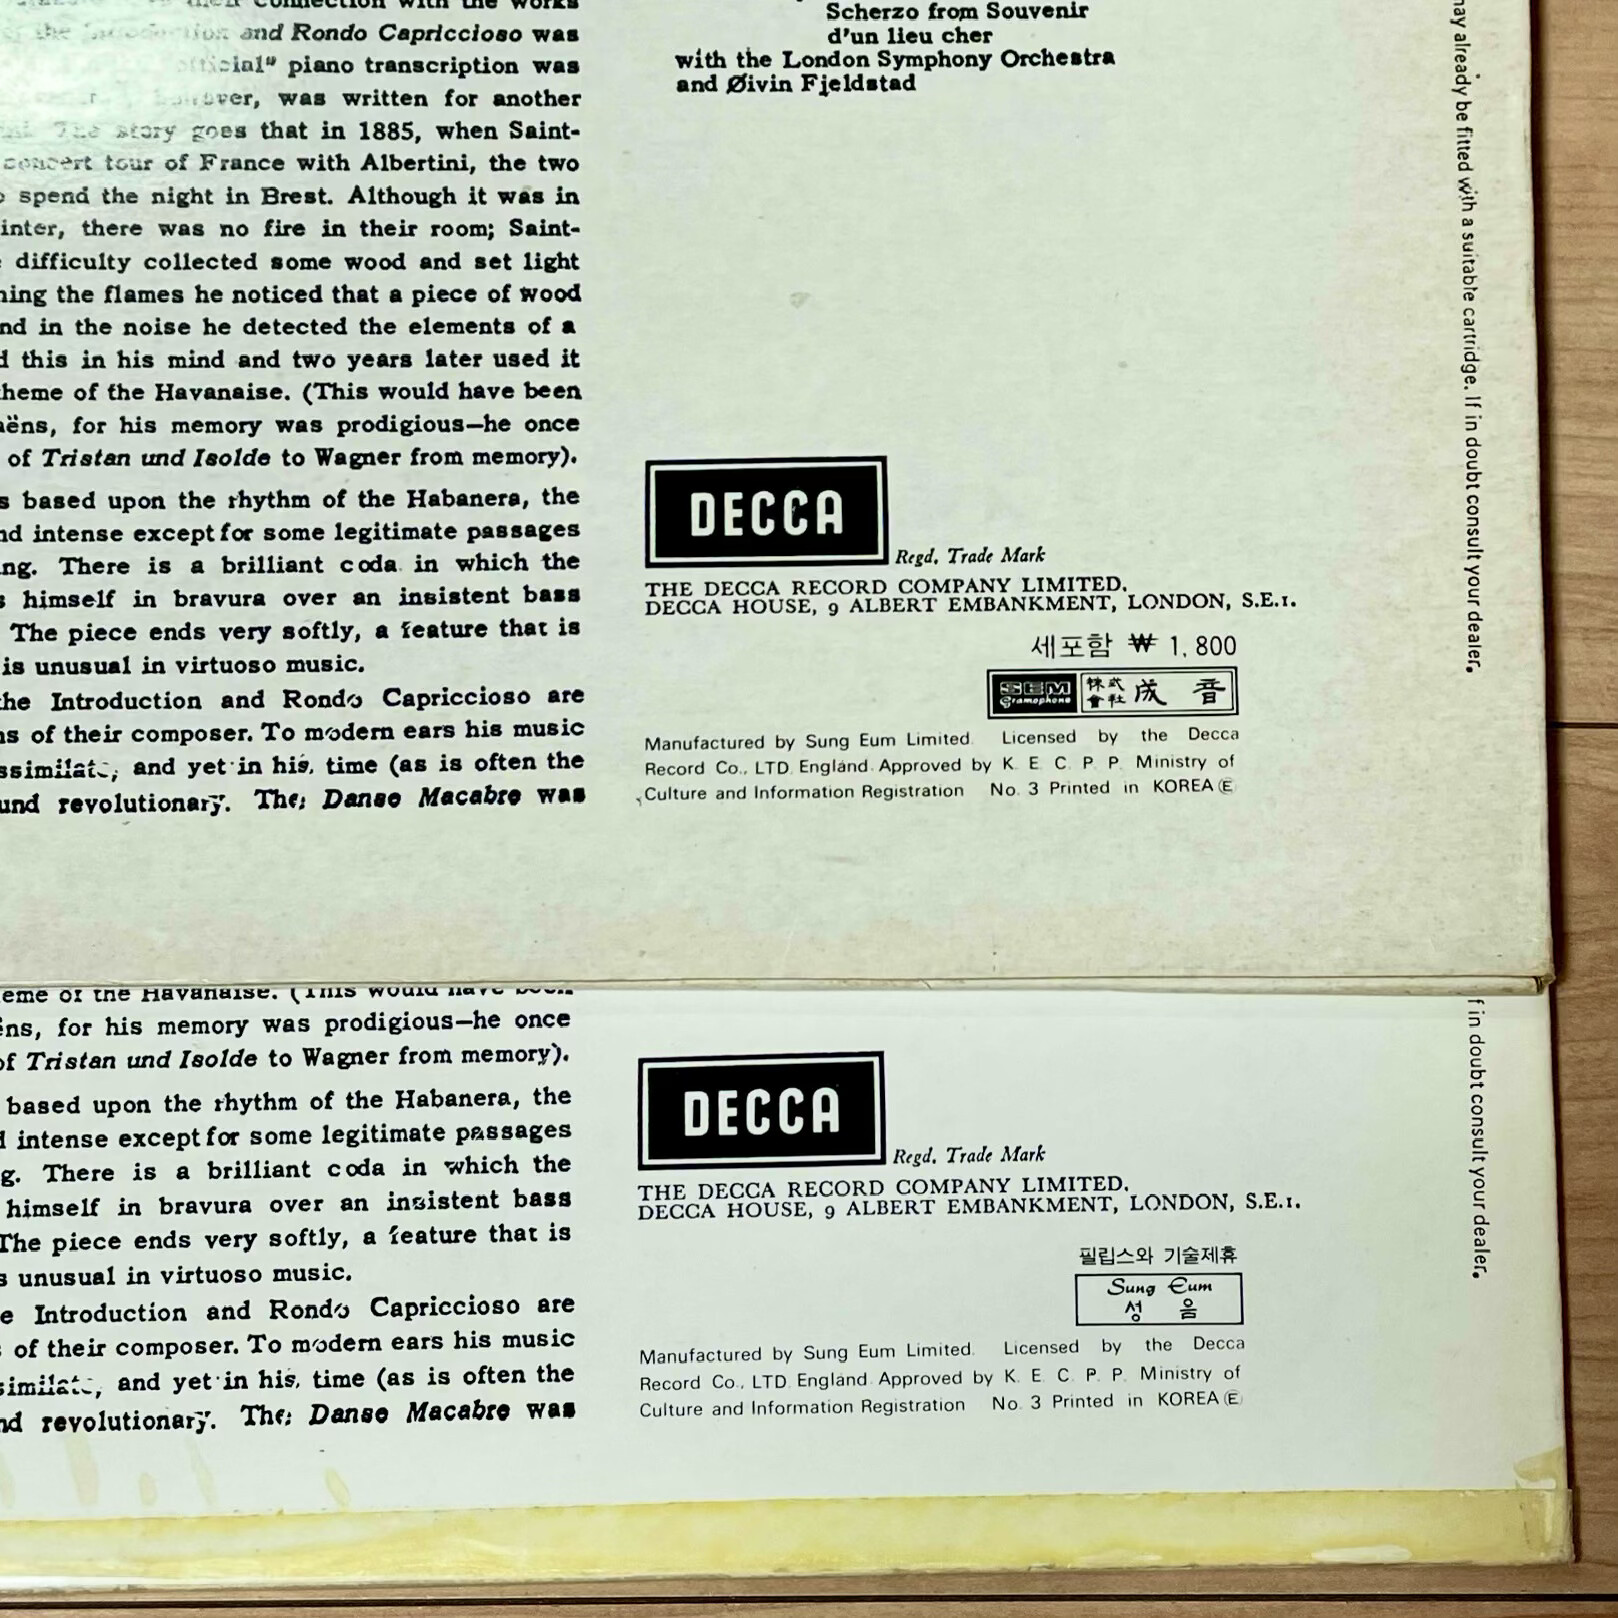 connection with the works
the and Rondo Capriccioso was
piano transcription was
was written for another
The story goes that in 1885, when Saint-
concert tour of France with Albertini, the two
spend the night in Brest. Although it was in
there was no fire in their room; Saint-
difficulty collected some wood and set light
the flames he noticed that a piece of wood
in the noise he detected the elements of a
this in his mind and two years later used it
of the Havanaise. (This would have been
for his memory was prodigious—he once
of Tristan und Isolde to Wagner from memory).
based upon the rhythm of the Habanera, the
intense except for some legitimate passages
There is a brilliant coda in which the
himself in bravura over an insistent bass
The piece ends very softly, a feature that is
is unusual in virtuoso music.
the Introduction and Rondo Capriccioso are
of their composer. To modern ears his music
and yet in his, time (as is often the
revolutionary. The: Danse Macabre was
Scherzo from Souvenir
d'un lieu cher
with the London Symphony Orchestra
and Øivin Fjeldstad
DECCA
Regd. Trade Mark
THE DECCA RECORD COMPANY LIMITED.
DECCA HOUSE, 9 ALBERT EMBANKMENT, LONDON, S.E.1.
세포함 ₩ 1,800
SEM 株式 成音
Gramophone 會社
Manufactured by Sung Eum Limited. Licensed by the Decca
Record Co., LTD. England. Approved by K. E. C. P. P. Ministry of
Culture and Information Registration No. 3 Printed in KOREA Ⓔ
may already be fitted with a suitable cartridge. If in doubt consult your dealer.
of the Havanaise. (This would have been
for his memory was prodigious—he once
of Tristan und Isolde to Wagner from memory).
based upon the rhythm of the Habanera, the
intense except for some legitimate passages
There is a brilliant coda in which the
himself in bravura over an insistent bass
The piece ends very softly, a feature that is
unusual in virtuoso music.
Introduction and Rondo Capriccioso are
of their composer. To modern ears his music
and yet in his, time (as is often the
revolutionary. The: Danse Macabre was
DECCA
Regd. Trade Mark
THE DECCA RECORD COMPANY LIMITED.
DECCA HOUSE, 9 ALBERT EMBANKMENT, LONDON, S.E.1.
필립스와 기술제휴
Sung Eum
성 음
Manufactured by Sung Eum Limited. Licensed by the Decca
Record Co., LTD. England. Approved by K. E. C. P. P. Ministry of
Culture and Information Registration No. 3 Printed in KOREA Ⓔ
in doubt consult your dealer.